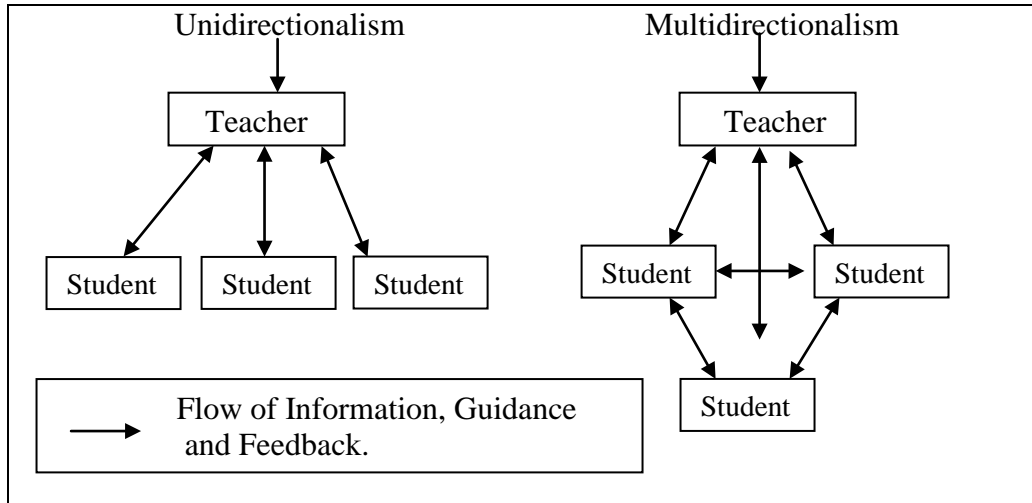 Unidirectionalism
Teacher
Student
Student
Student
Multidirectionalism
Teacher
Student
Student
Student
Flow of Information, Guidance
and Feedback.